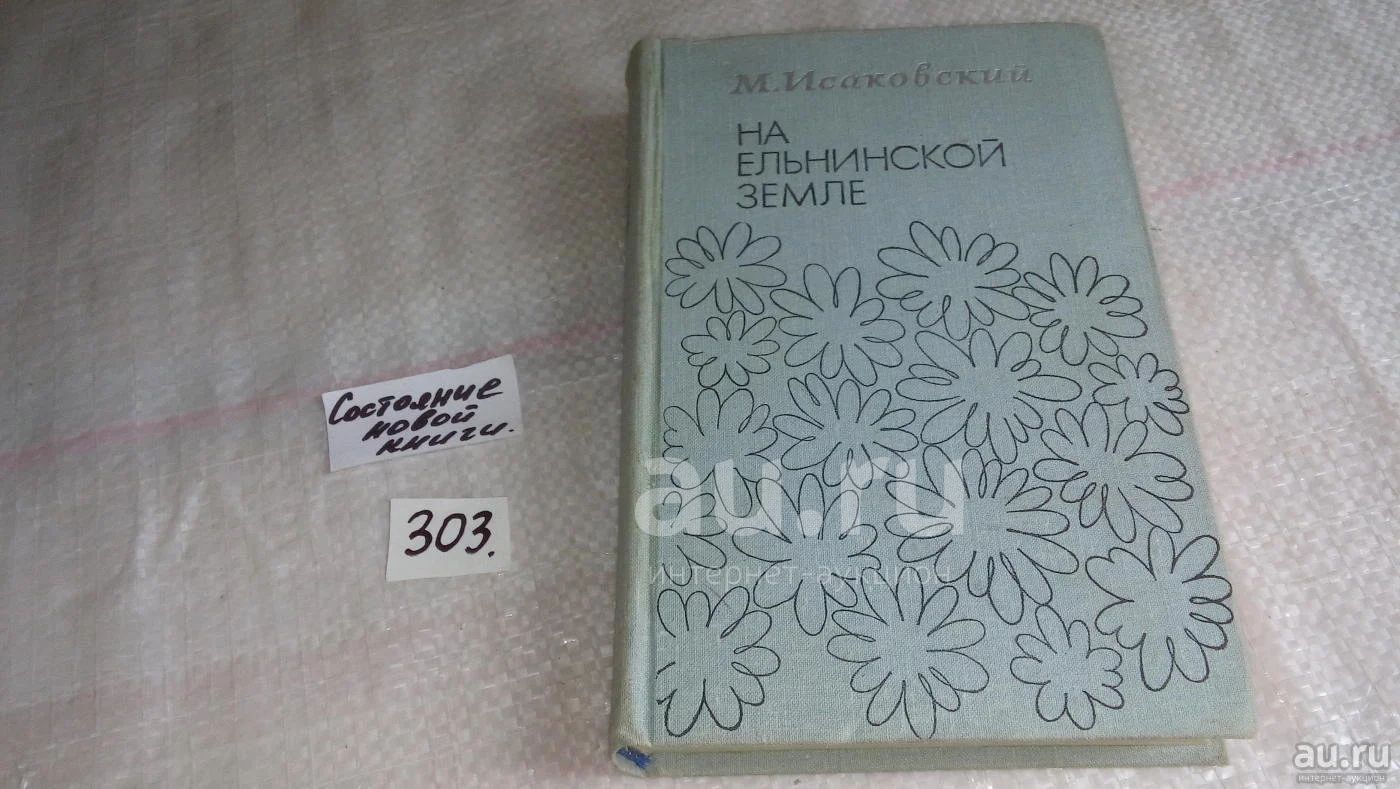 М.Исаковский
НА
ЕЛЬНИНСКОЙ
ЗЕМЛЕ
Состояние
новой
книги.
303.
au.ru
интернет-аукцион
au.ru
интернет-аукцион